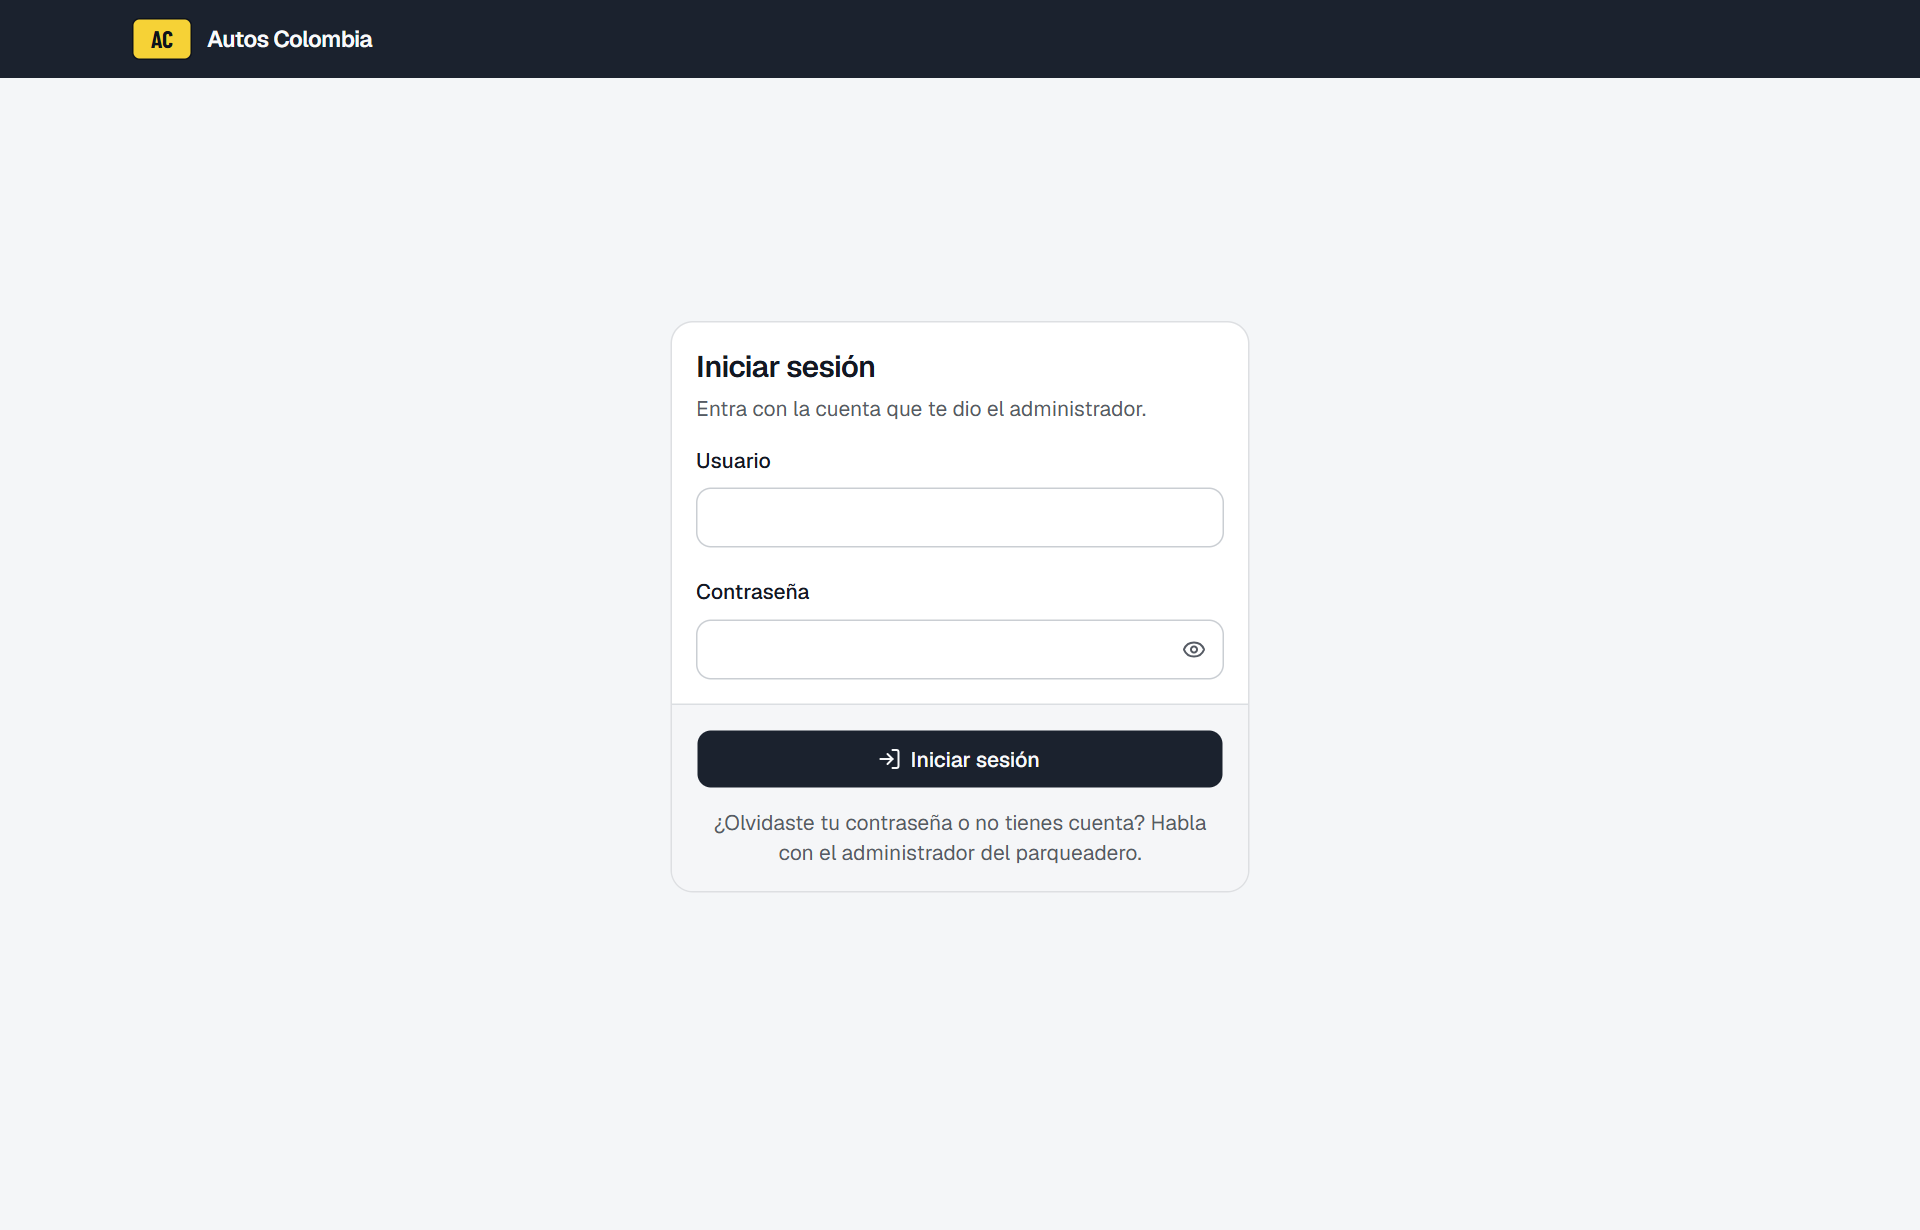 AC
Autos Colombia
Iniciar sesión
Entra con la cuenta que te dio el administrador.
Usuario
Contraseña
Iniciar sesión
¿Olvidaste tu contraseña o no tienes cuenta? Habla
con el administrador del parqueadero.